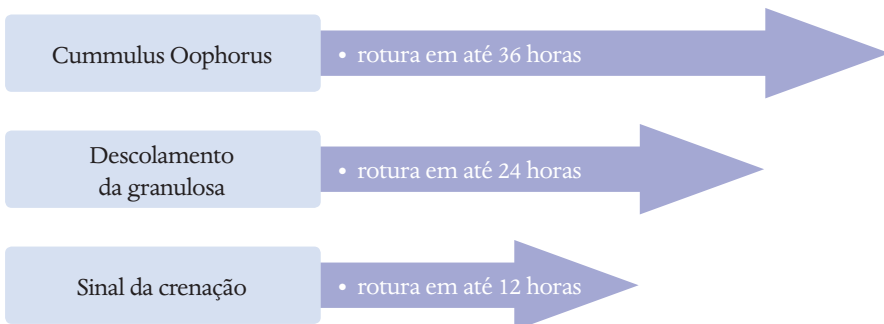 Cummulus Oophorus
• rotura em até 36 horas
Descolamento
da granulosa
• rotura em até 24 horas
Sinal da crenação
• rotura em até 12 horas